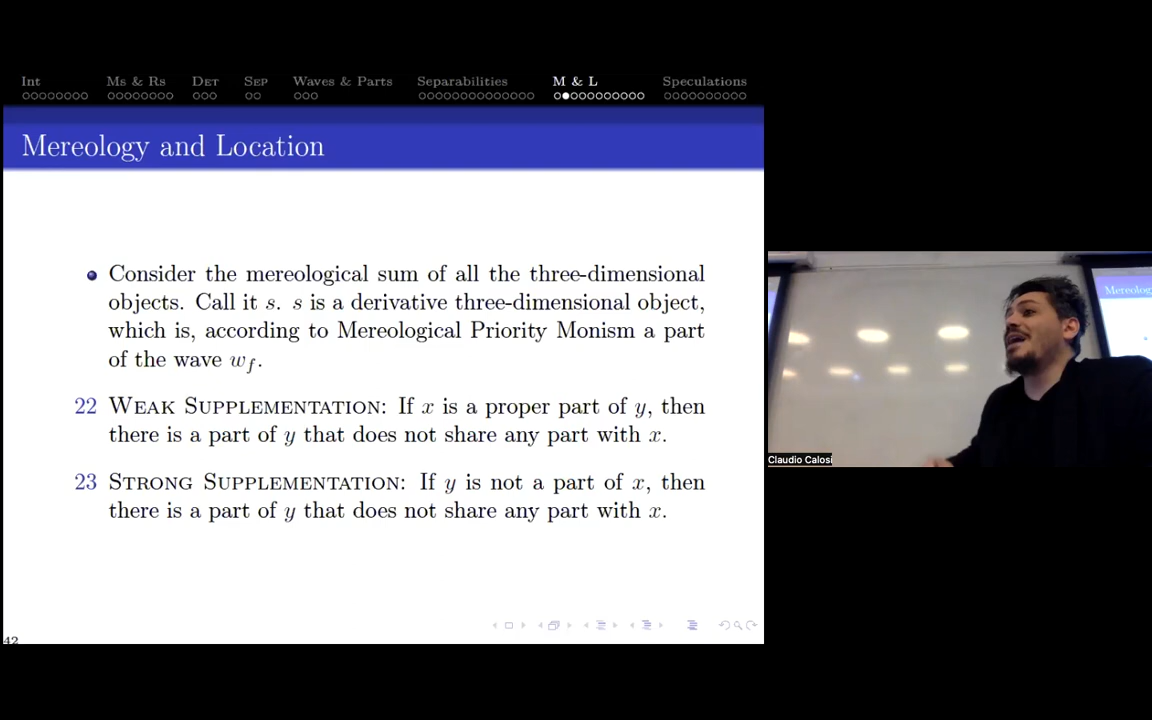 Int Ms & Rs Det Sep Waves & Parts Separabilities M & L Speculations
Mereology and Location
Consider the mereological sum of all the three-dimensional
objects. Call it s. s is a derivative three-dimensional object,
which is, according to Mereological Priority Monism a part
of the wave w_f.
22 Weak Supplementation: If x is a proper part of y, then
there is a part of y that does not share any part with x.
23 Strong Supplementation: If y is not a part of x, then
there is a part of y that does not share any part with x.
42
Claudio Calosi